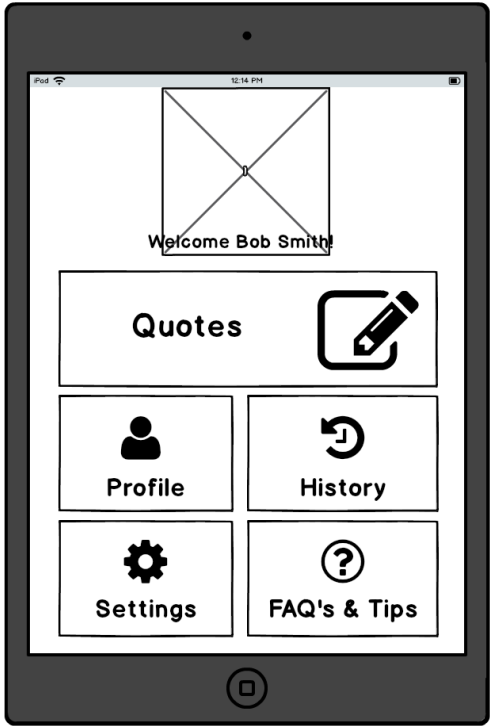 iPod 12:14 PM
Welcome Bob Smith!
Quotes
Profile
History
Settings
FAQ's & Tips